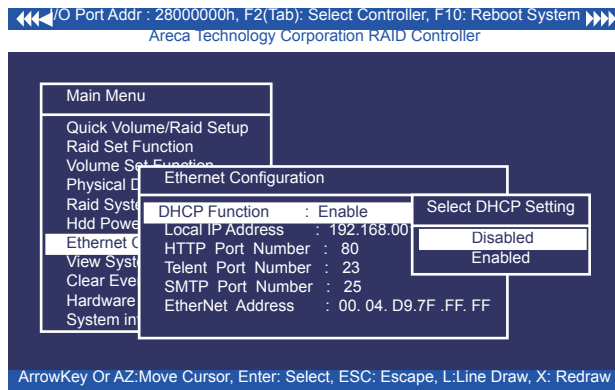 I/O Port Addr : 28000000h, F2(Tab): Select Controller, F10: Reboot System
Areca Technology Corporation RAID Controller
Main Menu
Quick Volume/Raid Setup
Raid Set Function
Volume Set Function
Physical D
Raid Syste
Hdd Powe
Ethernet C
View Syst
Clear Eve
Hardware
System in
Ethernet Configuration
DHCP Function : Enable
Local IP Address : 192.168.00
HTTP Port Number : 80
Telent Port Number : 23
SMTP Port Number : 25
EtherNet Address : 00. 04. D9.7F .FF. FF
Select DHCP Setting
Disabled
Enabled
ArrowKey Or AZ:Move Cursor, Enter: Select, ESC: Escape, L:Line Draw, X: Redraw